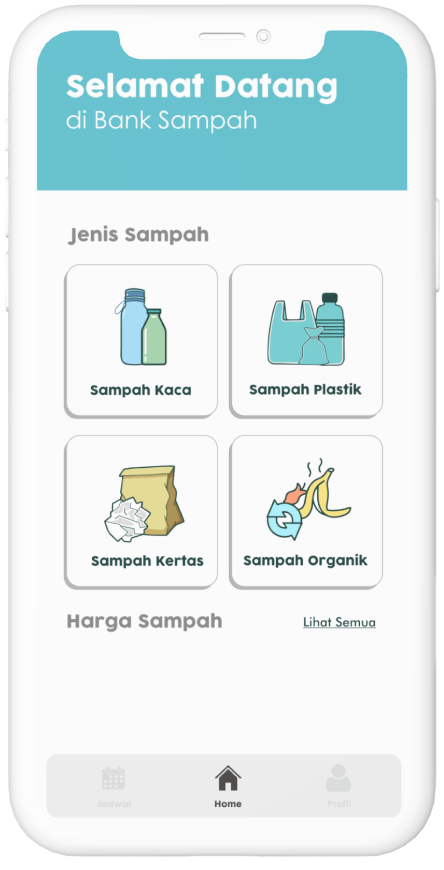 Selamat Datang
di Bank Sampah
Jenis Sampah
Sampah Kaca
Sampah Plastik
Sampah Kertas
Sampah Organik
Harga Sampah
Lihat Semua
Jadwal
Home
Profil